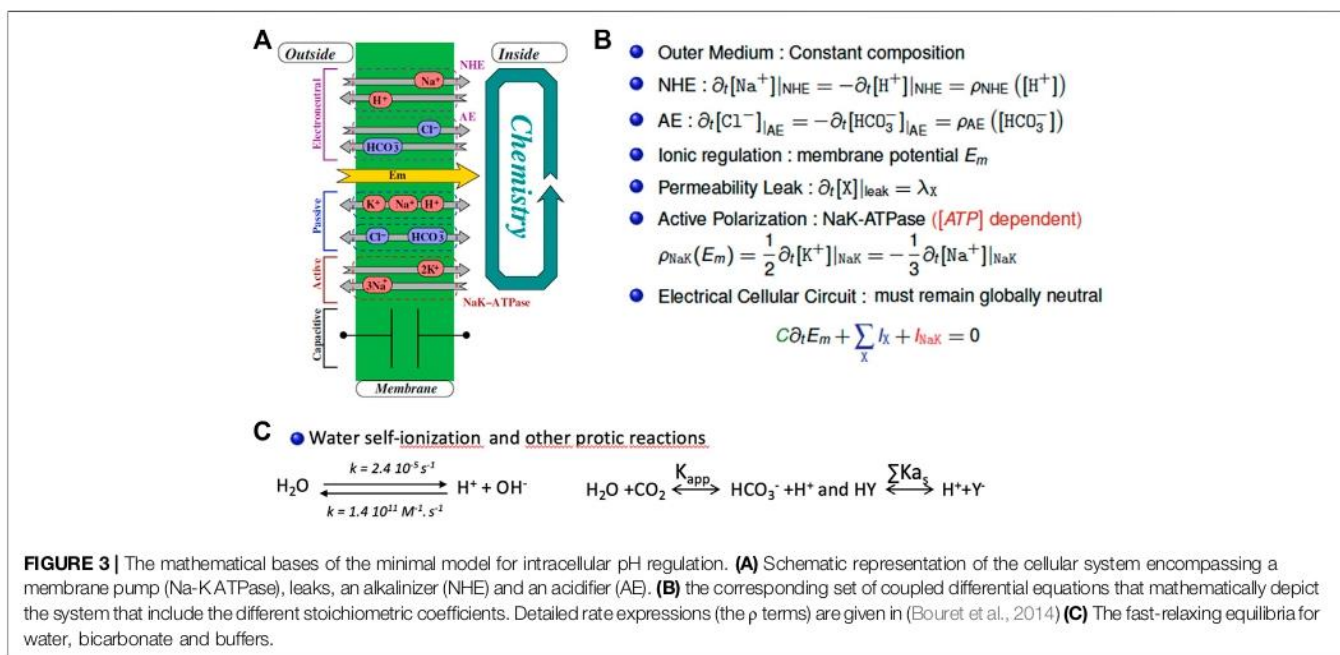 A
Outside
Inside
NHE
Na⁺
H⁺
AE
Cl⁻
HCO₃⁻
Em
K⁺ Na⁺ H⁺
Cl⁻ HCO₃⁻
2K⁺
3Na⁺
NaK–ATPase
Electroneutral
Passive
Active
Capacitive
Chemistry
Membrane
B
Outer Medium : Constant composition
NHE : ∂ₜ[Na⁺]|NHE = −∂ₜ[H⁺]|NHE = ρNHE ([H⁺])
AE : ∂ₜ[Cl⁻]|AE = −∂ₜ[HCO₃⁻]|AE = ρAE ([HCO₃⁻])
Ionic regulation : membrane potential Eₘ
Permeability Leak : ∂ₜ[X]|leak = λX
Active Polarization : NaK-ATPase ([ATP] dependent)
ρNaK(Eₘ) = 1/2 ∂ₜ[K⁺]|NaK = −1/3 ∂ₜ[Na⁺]|NaK
Electrical Cellular Circuit : must remain globally neutral
C∂ₜEₘ + ∑X IX + INaK = 0
C
Water self-ionization and other protic reactions
k = 2.4 10⁻⁵ s⁻¹
H₂O H⁺ + OH⁻
k = 1.4 10¹¹ M⁻¹. s⁻¹
Kapp ∑Kaₛ
H₂O +CO₂ HCO₃⁻ +H⁺ and HY H⁺+Y⁻
FIGURE 3 | The mathematical bases of the minimal model for intracellular pH regulation. (A) Schematic representation of the cellular system encompassing a
membrane pump (Na-KATPase), leaks, an alkalinizer (NHE) and an acidifier (AE). (B) the corresponding set of coupled differential equations that mathematically depict
the system that include the different stoichiometric coefficients. Detailed rate expressions (the ρ terms) are given in (Bouret et al., 2014) (C) The fast-relaxing equilibria for
water, bicarbonate and buffers.